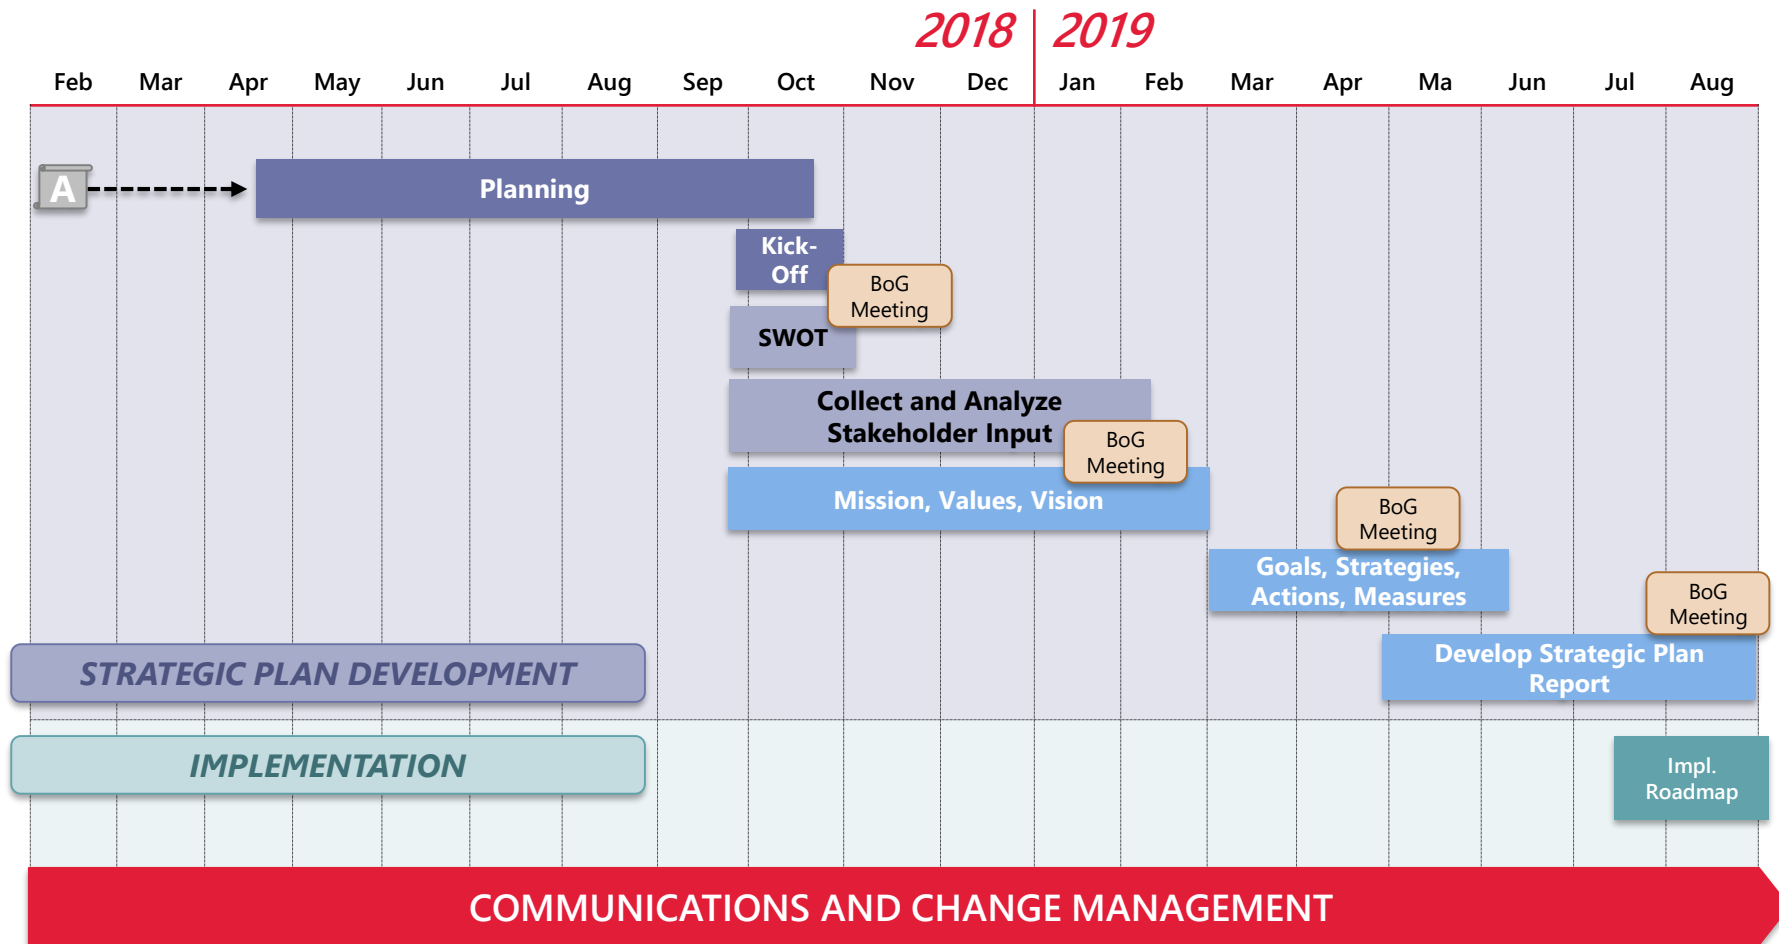 2018 2019
Feb Mar Apr May Jun Jul Aug Sep Oct Nov Dec Jan Feb Mar Apr Ma Jun Jul Aug
A
Planning
Kick-
Off
BoG
Meeting
SWOT
Collect and Analyze
Stakeholder Input
BoG
Meeting
Mission, Values, Vision
BoG
Meeting
Goals, Strategies,
Actions, Measures
BoG
Meeting
STRATEGIC PLAN DEVELOPMENT
Develop Strategic Plan
Report
IMPLEMENTATION
Impl.
Roadmap
COMMUNICATIONS AND CHANGE MANAGEMENT